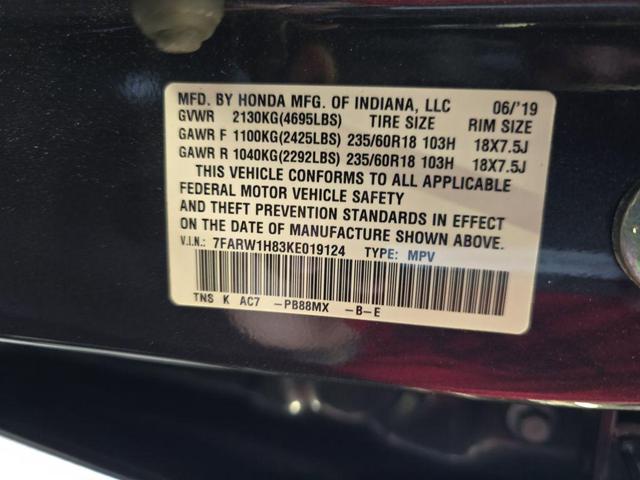 MFD. BY HONDA MFG. OF INDIANA, LLC 06/'19
GVWR 2130KG(4695LBS) TIRE SIZE RIM SIZE
GAWR F 1100KG(2425LBS) 235/60R18 103H 18X7.5J
GAWR R 1040KG(2292LBS) 235/60R18 103H 18X7.5J
THIS VEHICLE CONFORMS TO ALL APPLICABLE
FEDERAL MOTOR VEHICLE SAFETY
AND THEFT PREVENTION STANDARDS IN EFFECT
ON THE DATE OF MANUFACTURE SHOWN ABOVE.
V.I.N.: 7FARW1H83KE019124 TYPE: MPV
TNS K AC7 -PB88MX -B-E